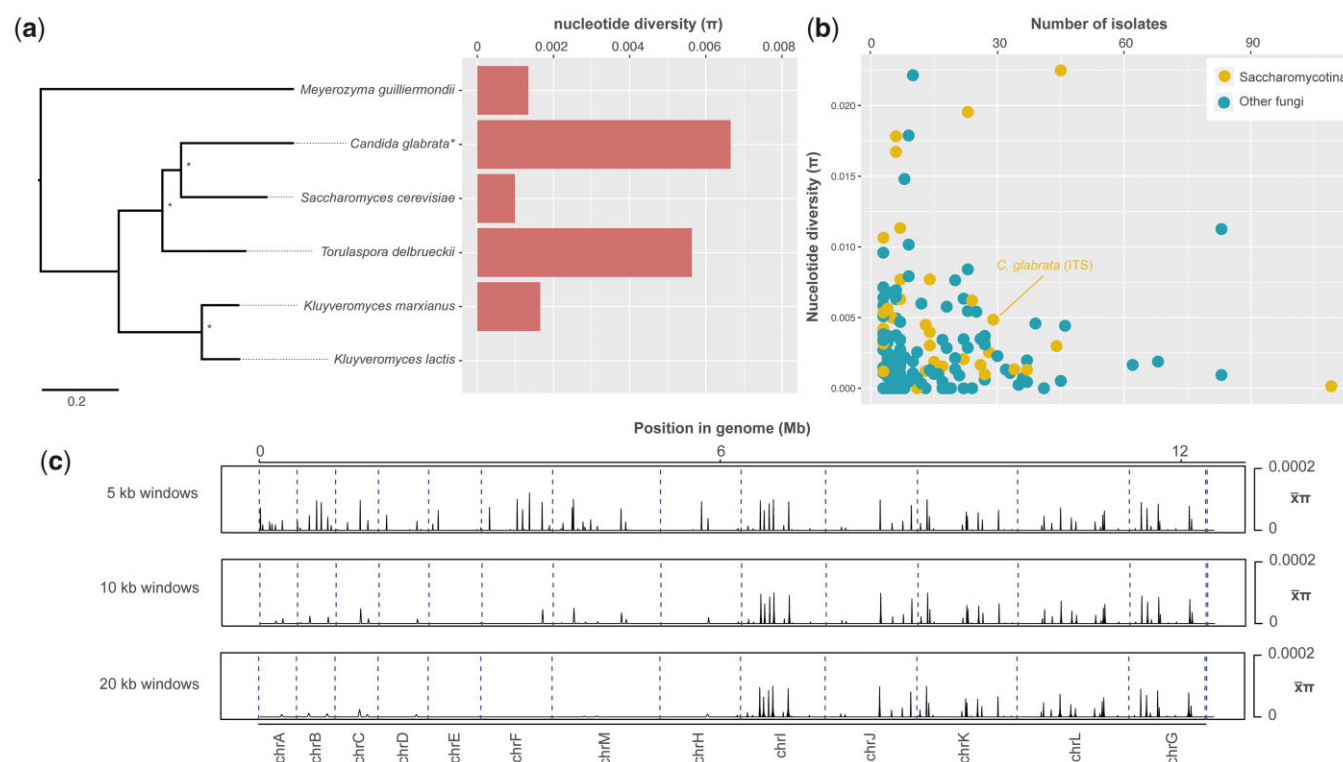 (a)
nucleotide diversity (π)
0 0.002 0.004 0.006 0.008
Meyerozyma guilliermondii
Candida glabrata*
*
Saccharomyces cerevisiae
*
Torulaspora delbrueckii
Kluyveromyces marxianus
*
Kluyveromyces lactis
0.2
(b)
Number of isolates
0 30 60 90
Saccharomycotina
Other fungi
Nucelotide diversity (π)
0.020
0.015
0.010
0.005
0.000
C. glabrata (ITS)
(c)
Position in genome (Mb)
0 6 12
5 kb windows
0.0002
x̅π
0
10 kb windows
0.0002
x̅π
0
20 kb windows
0.0002
x̅π
0
chrA chrB chrC chrD chrE chrF chrM chrH chrI chrJ chrK chrL chrG